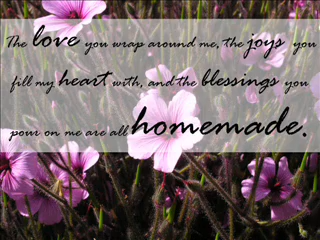 The love you wrap around me, the joys you
fill my heart with, and the blessings you
pour on me are all homemade.